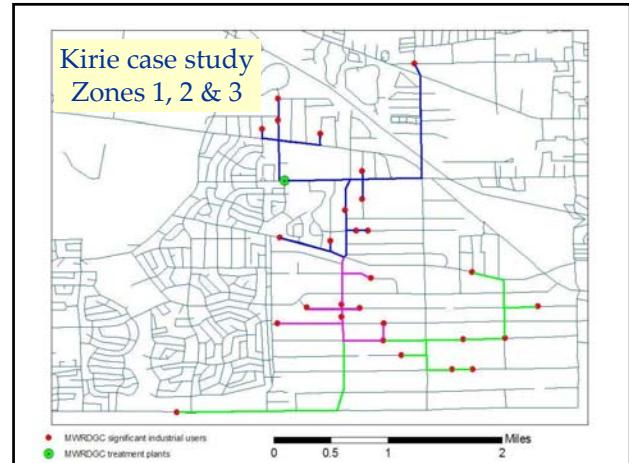 Kirie case study
Zones 1, 2 & 3
MWRDGC significant industrial users
MWRDGC treatment plants
Miles
0 0.5 1 2